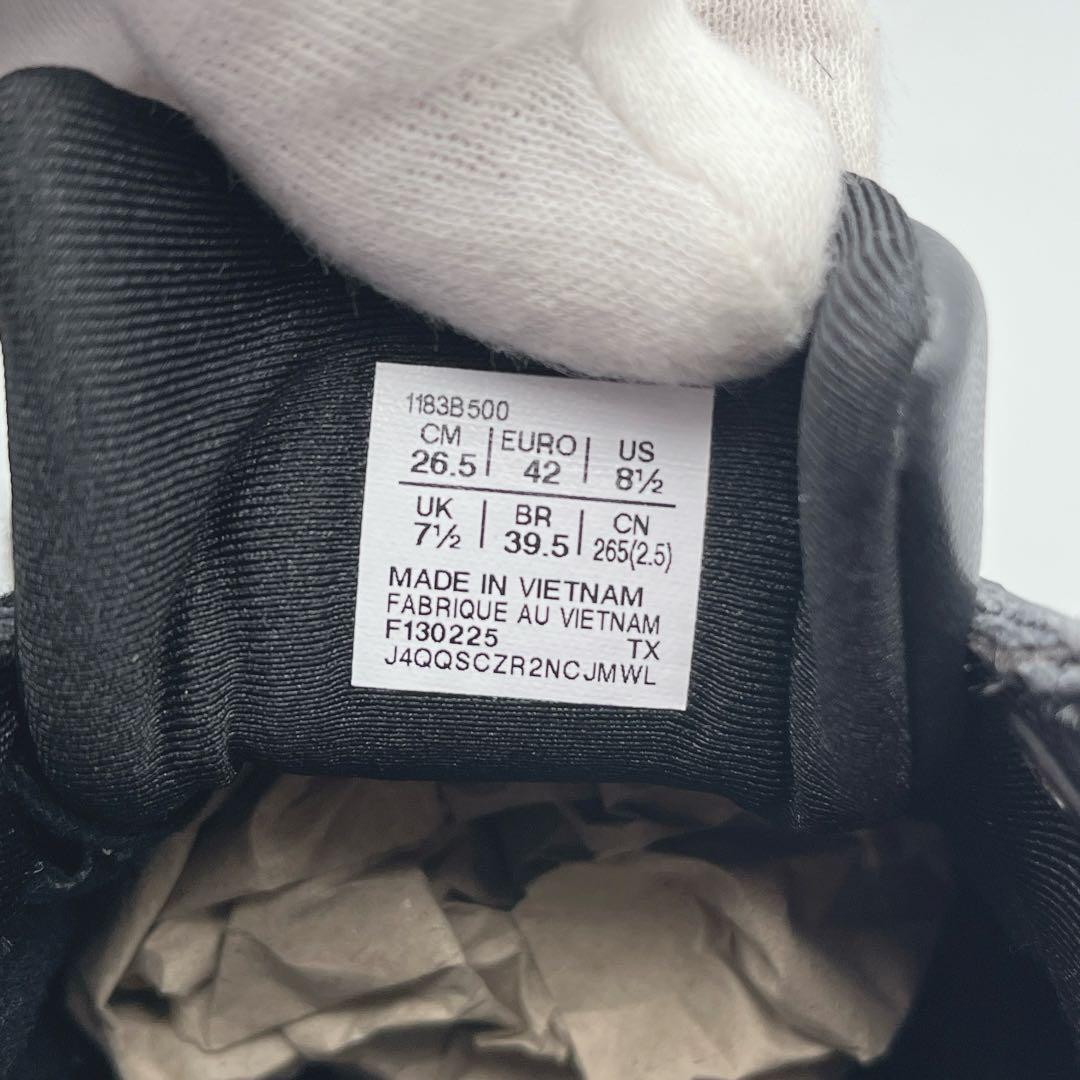 1183B500
CM | EURO | US
26.5 | 42 | 8½
UK | BR | CN
7½ | 39.5 | 265(2.5)
MADE IN VIETNAM
FABRIQUE AU VIETNAM
F130225 TX
J4QQSCZR2NCJMWL